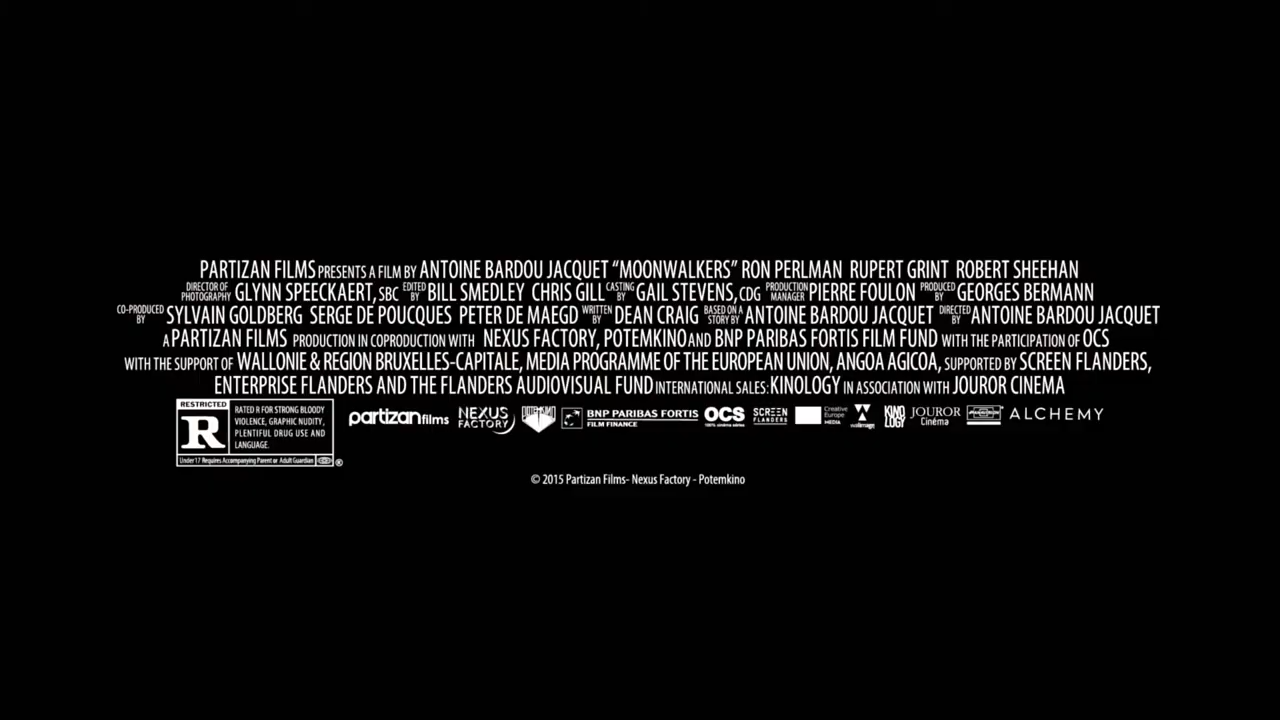 PARTIZAN FILMS PRESENTS A FILM BY ANTOINE BARDOU JACQUET “MOONWALKERS” RON PERLMAN RUPERT GRINT ROBERT SHEEHAN
DIRECTOR OF PHOTOGRAPHY GLYNN SPEECKAERT, SBC EDITED BY BILL SMEDLEY CHRIS GILL CASTING BY GAIL STEVENS, CDG PRODUCTION MANAGER PIERRE FOULON PRODUCED BY GEORGES BERMANN
CO-PRODUCED BY SYLVAIN GOLDBERG SERGE DE POUCQUES PETER DE MAEGD WRITTEN BY DEAN CRAIG BASED ON A STORY BY ANTOINE BARDOU JACQUET DIRECTED BY ANTOINE BARDOU JACQUET
A PARTIZAN FILMS PRODUCTION IN COPRODUCTION WITH NEXUS FACTORY, POTEMKINO AND BNP PARIBAS FORTIS FILM FUND WITH THE PARTICIPATION OF OCS
WITH THE SUPPORT OF WALLONIE & REGION BRUXELLES-CAPITALE, MEDIA PROGRAMME OF THE EUROPEAN UNION, ANGOA AGICOA, SUPPORTED BY SCREEN FLANDERS,
ENTERPRISE FLANDERS AND THE FLANDERS AUDIOVISUAL FUND INTERNATIONAL SALES: KINOLOGY IN ASSOCIATION WITH JOUROR CINEMA
RESTRICTED
R
RATED R FOR STRONG BLOODY
VIOLENCE, GRAPHIC NUDITY,
PLENTIFUL DRUG USE AND
LANGUAGE.
Under 17 Requires Accompanying Parent or Adult Guardian ®
partizan films
NEXUS
FACTORY
POTEMKINO
BNP PARIBAS FORTIS
FILM FINANCE
OCS
100% cinéma séries
SCREEN
FLANDERS
Creative
Europe
MEDIA
wallimage
KINO
LOGY
JOUROR
Cinéma
ALCHEMY
© 2015 Partizan Films- Nexus Factory - Potemkino